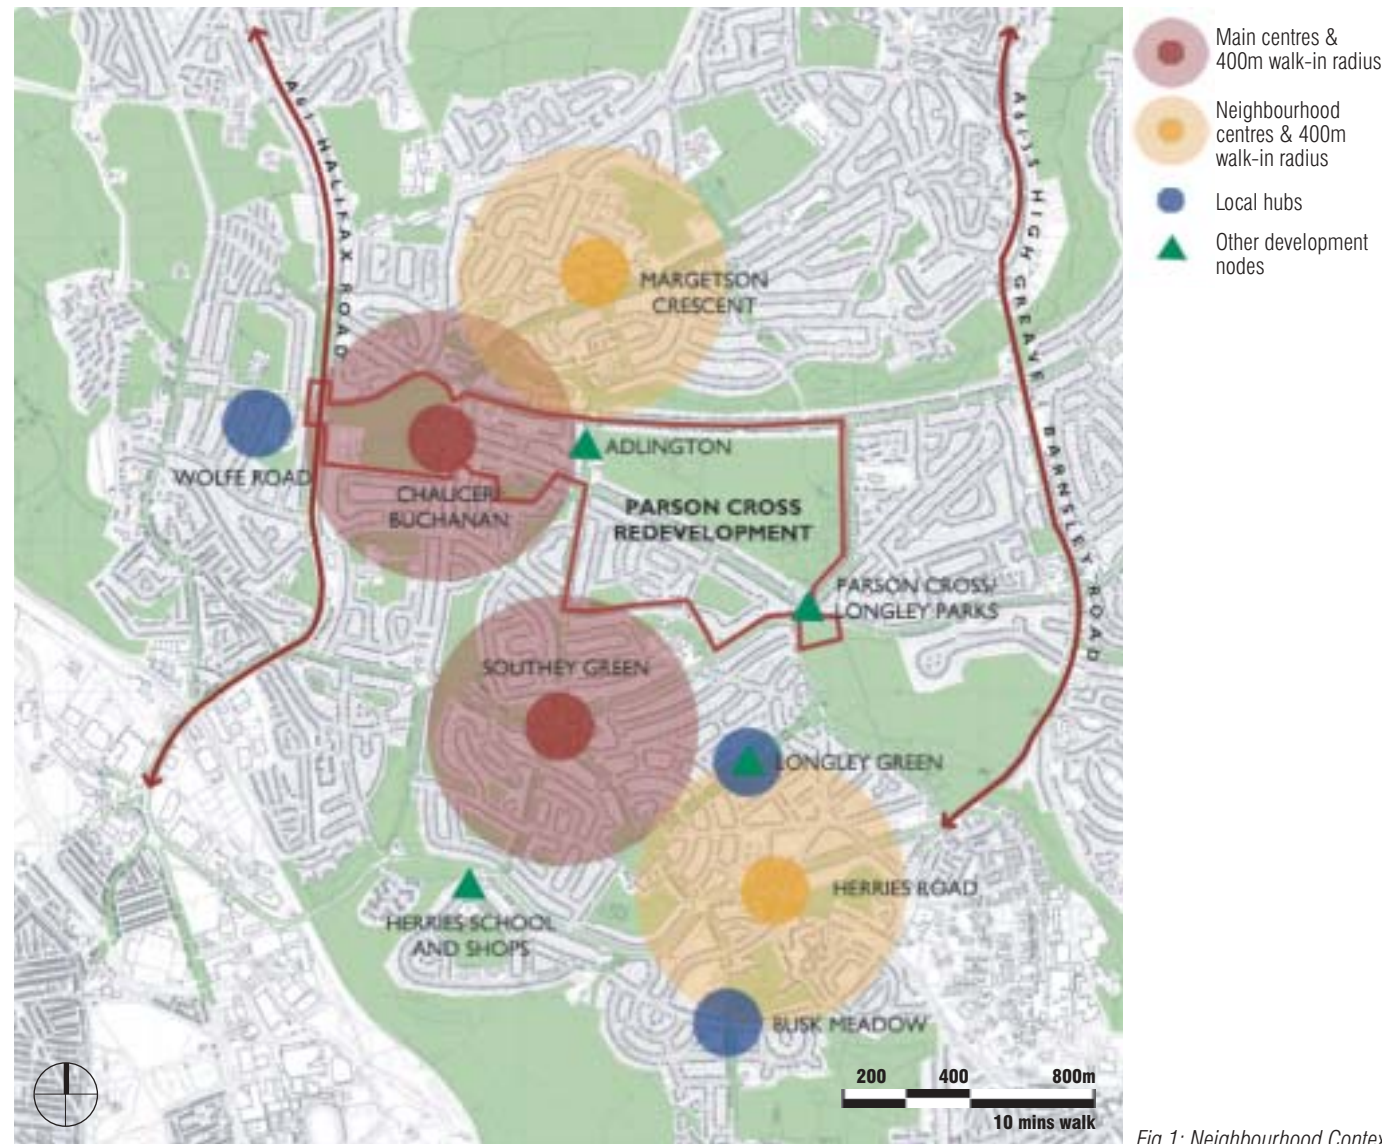 Main centres &
400m walk-in radius
Neighbourhood
centres & 400m
walk-in radius
Local hubs
Other development
nodes
A61 HALIFAX ROAD
A6135 HIGH GREAVE / BARNSLEY ROAD
MARGETSON
CRESCENT
WOLFE ROAD
CHAUCER/
BUCHANAN
ADLINGTON
PARSON CROSS
REDEVELOPMENT
PARSON CROSS/
LONGLEY PARKS
SOUTHEY GREEN
LONGLEY GREEN
HERRIES ROAD
HERRIES SCHOOL
AND SHOPS
BUSK MEADOW
200 400 800m
10 mins walk
Fig 1: Neighbourhood